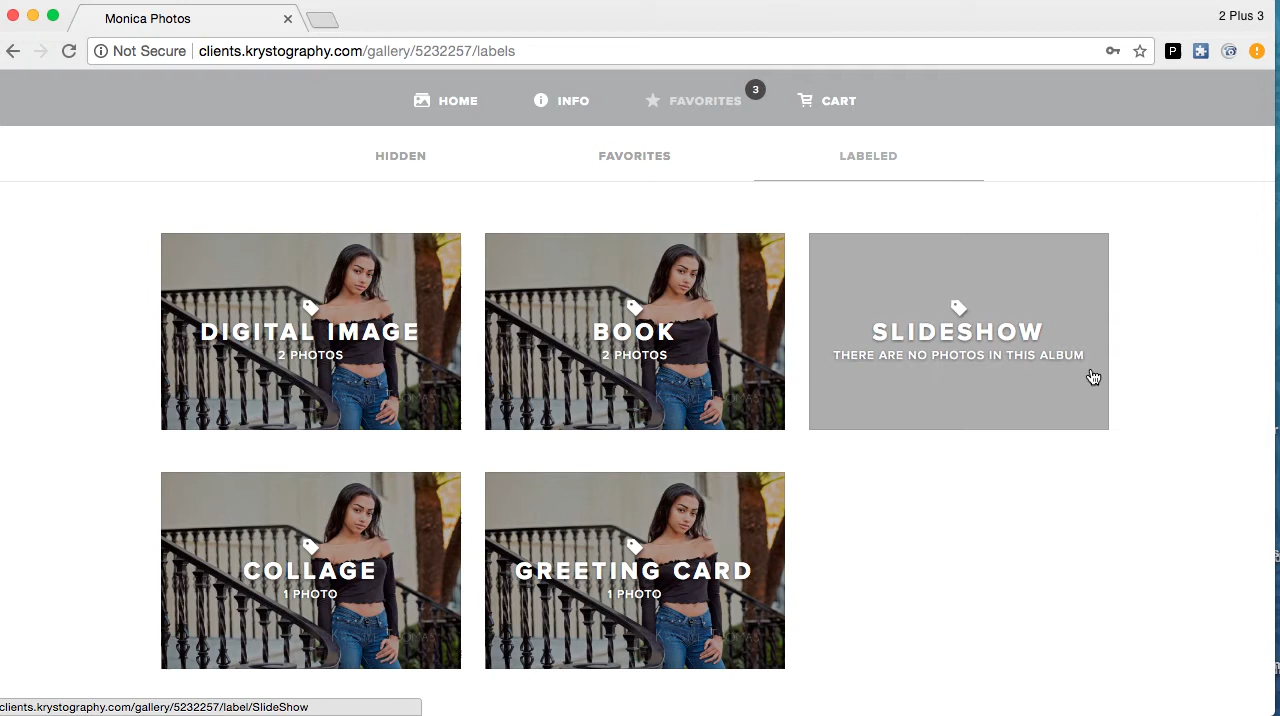 Monica Photos
2 Plus 3
Not Secure
clients.krystography.com/gallery/5232257/labels
P
HOME
INFO
FAVORITES
3
CART
HIDDEN
FAVORITES
LABELED
DIGITAL IMAGE
2 PHOTOS
BOOK
2 PHOTOS
SLIDESHOW
THERE ARE NO PHOTOS IN THIS ALBUM
COLLAGE
1 PHOTO
GREETING CARD
1 PHOTO
clients.krystography.com/gallery/5232257/label/SlideShow